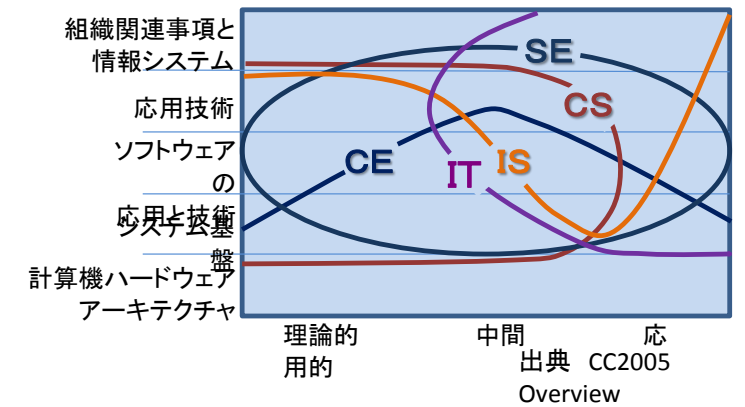 組織関連事項と
情報システム
応用技術
ソフトウェア
の
応用と技術
システム基
盤
計算機ハードウェア
アーキテクチャ
SE
CS
CE
IT
IS
理論的 中間 応
用的
出典 CC2005
Overview